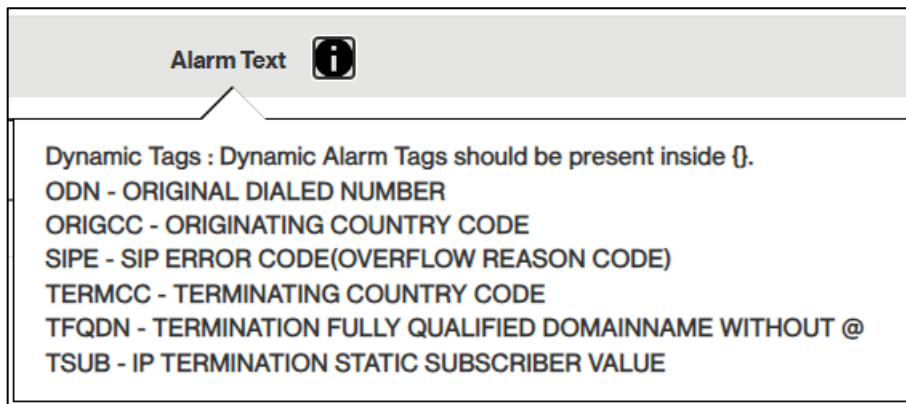 Alarm Text
Dynamic Tags : Dynamic Alarm Tags should be present inside {}.
ODN - ORIGINAL DIALED NUMBER
ORIGCC - ORIGINATING COUNTRY CODE
SIPE - SIP ERROR CODE(OVERFLOW REASON CODE)
TERMCC - TERMINATING COUNTRY CODE
TFQDN - TERMINATION FULLY QUALIFIED DOMAINNAME WITHOUT @
TSUB - IP TERMINATION STATIC SUBSCRIBER VALUE